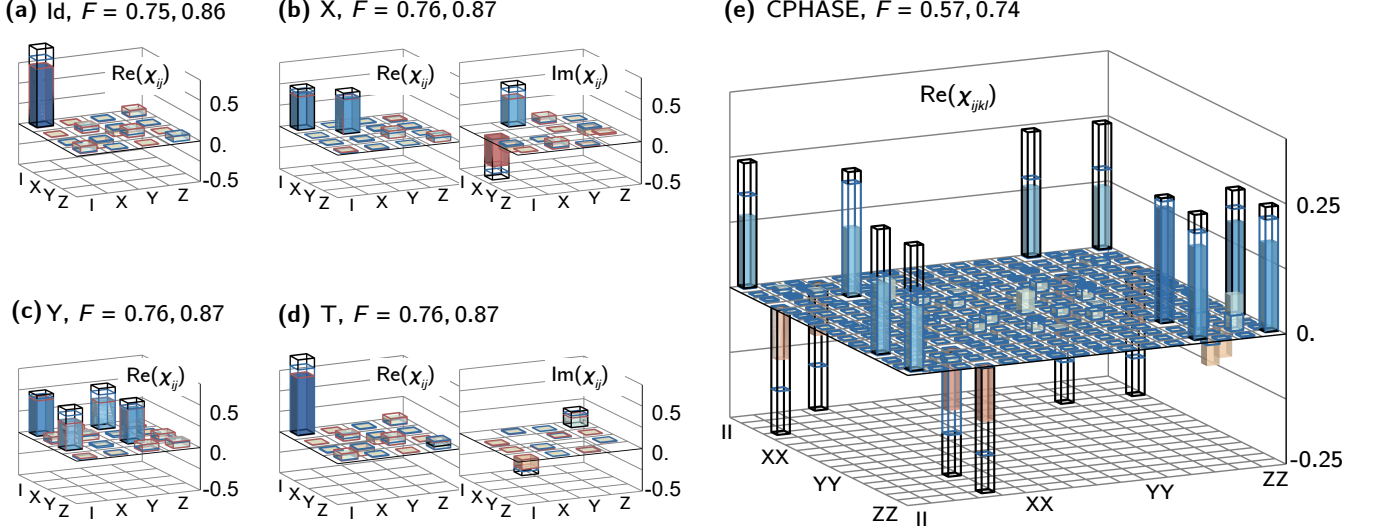 (a) Id, F = 0.75, 0.86
Re(χij)
0.5
0.
-0.5
I X Y Z
I X Y Z
(b) X, F = 0.76, 0.87
Re(χij)
I X Y Z
I X Y Z
Im(χij)
0.5
0.
-0.5
I X Y Z
I X Y Z
(c) Y, F = 0.76, 0.87
Re(χij)
0.5
0.
-0.5
I X Y Z
I X Y Z
(d) T, F = 0.76, 0.87
Re(χij)
I X Y Z
I X Y Z
Im(χij)
0.5
0.
-0.5
I X Y Z
I X Y Z
(e) CPHASE, F = 0.57, 0.74
Re(χijkl)
0.25
0.
-0.25
II XX YY ZZ
II XX YY ZZ